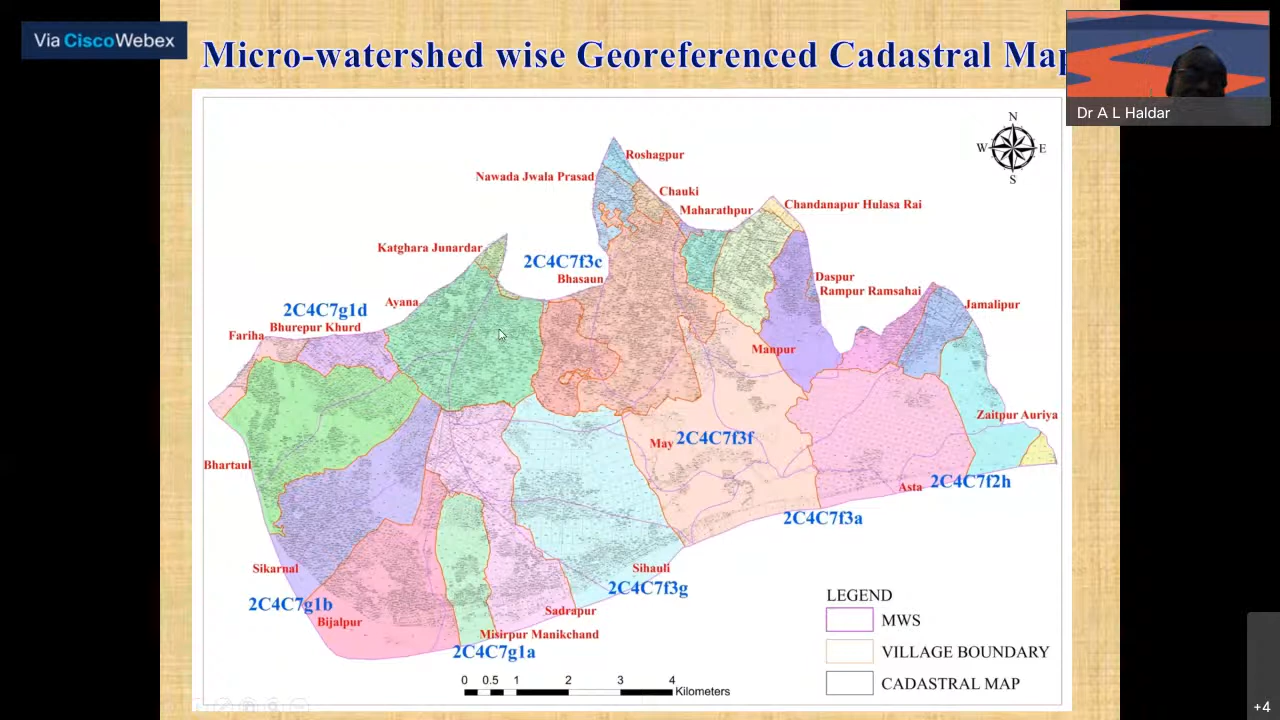 Via CiscoWebex
Micro-watershed wise Georeferenced Cadastral Map
Dr A L Haldar
N
W E
S
Roshagpur
Nawada Jwala Prasad
Chauki
Maharathpur
Chandanapur Hulasa Rai
Katghara Junardar
2C4C7f3c
Bhasaun
Daspur
Rampur Ramsahai
Ayana
Jamalipur
2C4C7g1d
Bhurepur Khurd
Fariha
Manpur
Zaitpur Auriya
May
2C4C7f3f
Bhartaul
Asta
2C4C7f2h
2C4C7f3a
Sikarnal
Sihauli
2C4C7f3g
2C4C7g1b
Bijalpur
Sadrapur
Misirpur Manikchand
2C4C7g1a
LEGEND
MWS
VILLAGE BOUNDARY
CADASTRAL MAP
0 0.5 1 2 3 4
Kilometers
+4